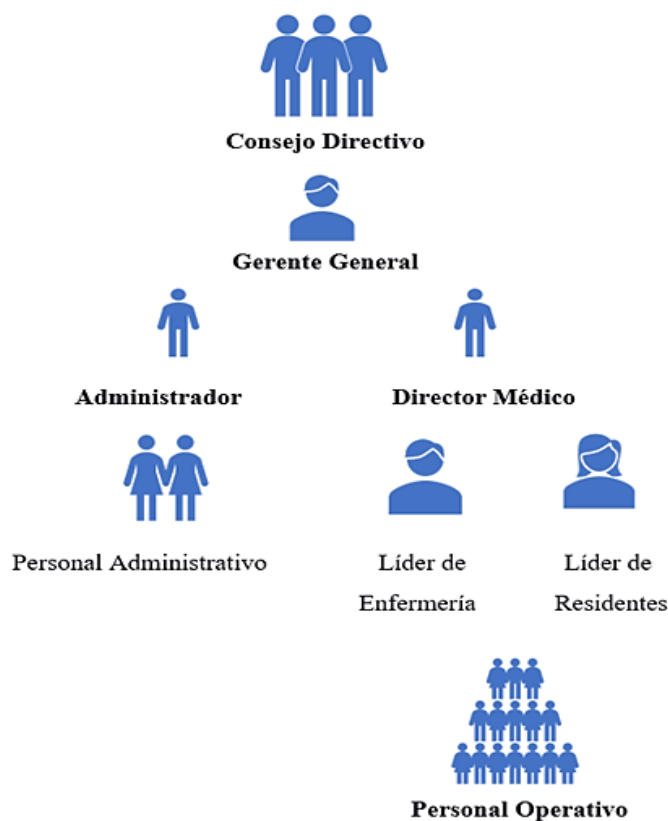 Consejo Directivo
Gerente General
Administrador
Director Médico
Personal Administrativo
Líder de
Enfermería
Líder de
Residentes
Personal Operativo